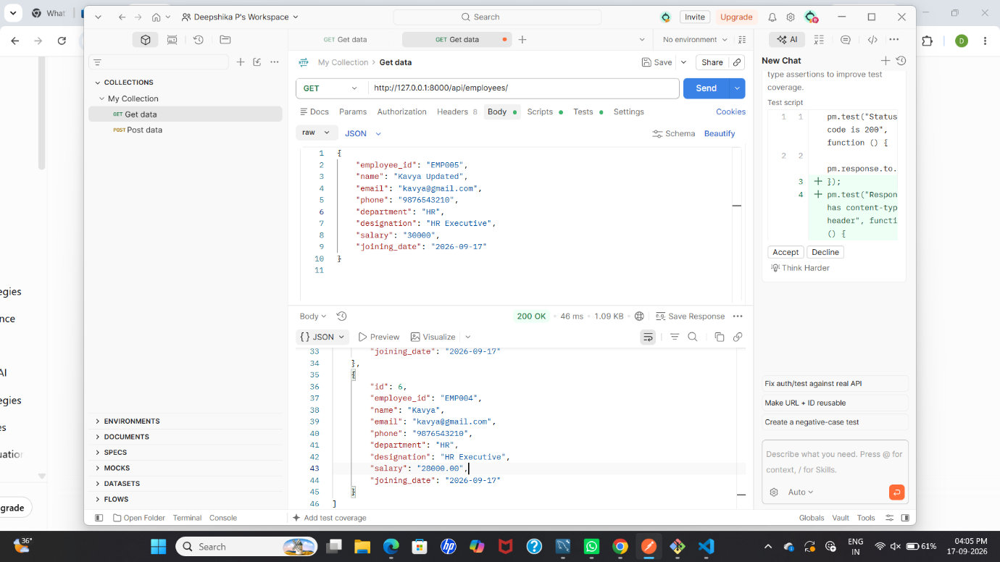 What
Deepshika P's Workspace
Search
Invite
Upgrade
GET Get data
GET Get data
No environment
AI
COLLECTIONS
My Collection
GET Get data
POST Post data
ENVIRONMENTS
DOCUMENTS
SPECS
MOCKS
DATASETS
FLOWS
HTTP
My Collection > Get data
Save
Share
GET
http://127.0.0.1:8000/api/employees/
Send
Docs
Params
Authorization
Headers 8
Body
Scripts
Tests
Settings
Cookies
raw
JSON
Schema
Beautify
1 {
2 "employee_id": "EMP005",
3 "name": "Kavya Updated",
4 "email": "kavya@gmail.com",
5 "phone": "9876543210",
6 "department": "HR",
7 "designation": "HR Executive",
8 "salary": "30000",
9 "joining_date": "2026-09-17"
10 }
11
Body
200 OK
46 ms
1.09 KB
e.g. Save Response
{} JSON
Preview
Visualize
33 "joining_date": "2026-09-17"
34 },
35 {
36 "id": 6,
37 "employee_id": "EMP004",
38 "name": "Kavya",
39 "email": "kavya@gmail.com",
40 "phone": "9876543210",
41 "department": "HR",
42 "designation": "HR Executive",
43 "salary": "28000.00",
44 "joining_date": "2026-09-17"
45 }
46 ]
New Chat
type assertions to improve test
coverage.
Test script
1 1 pm.test("Status
code is 200",
function () {
2 2
pm.response.to.
3 + });
4 + pm.test("Respon
has content-typ
header", functi
() {
Accept
Decline
Think Harder
Fix auth/test against real API
Make URL + ID reusable
Create a negative-case test
Describe what you need. Press @ for
context, / for Skills.
Auto
Open Folder
Terminal
Console
Add test coverage
Globals
Vault
Tools
egies
nce
AI
egies
es
uation
grade
D
36°
Search
ENG
IN
61%
04:05 PM
17-09-2026